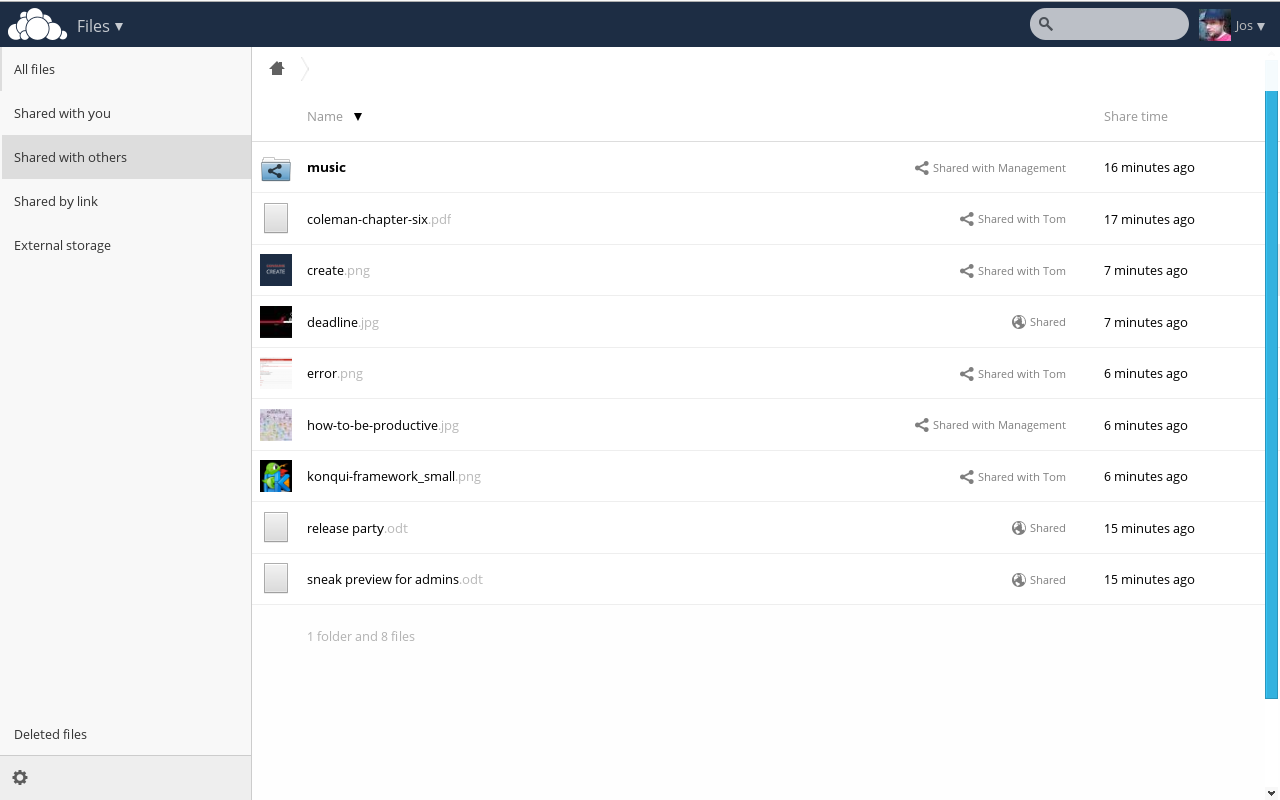 Files ▾
Jos ▾
All files
Shared with you
Shared with others
Shared by link
External storage
Deleted files
Name ▼ Share time
music Shared with Management 16 minutes ago
coleman-chapter-six.pdf Shared with Tom 17 minutes ago
CREATE
create.png Shared with Tom 7 minutes ago
deadline.jpg Shared 7 minutes ago
error.png Shared with Tom 6 minutes ago
how-to-be-productive.jpg Shared with Management 6 minutes ago
konqui-framework_small.png Shared with Tom 6 minutes ago
release party.odt Shared 15 minutes ago
sneak preview for admins.odt Shared 15 minutes ago
1 folder and 8 files